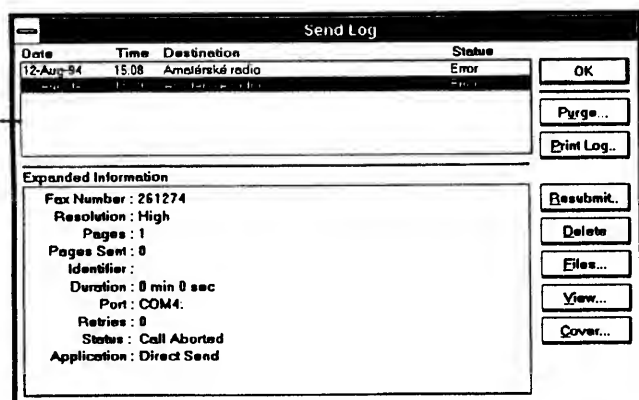 Send Log
Date Time Destination Status
12-Aug-94 15.08 Amatérské radio Error
OK
Purge...
Print Log..
Expanded Information
Fax Number : 261274
Resolution : High
Pages : 1
Pages Sent : 0
Identifier :
Duration : 0 min 0 sec
Port : COM4:
Retries : 0
Status : Call Aborted
Application : Direct Send
Resubmit..
Delete
Files...
View...
Cover...